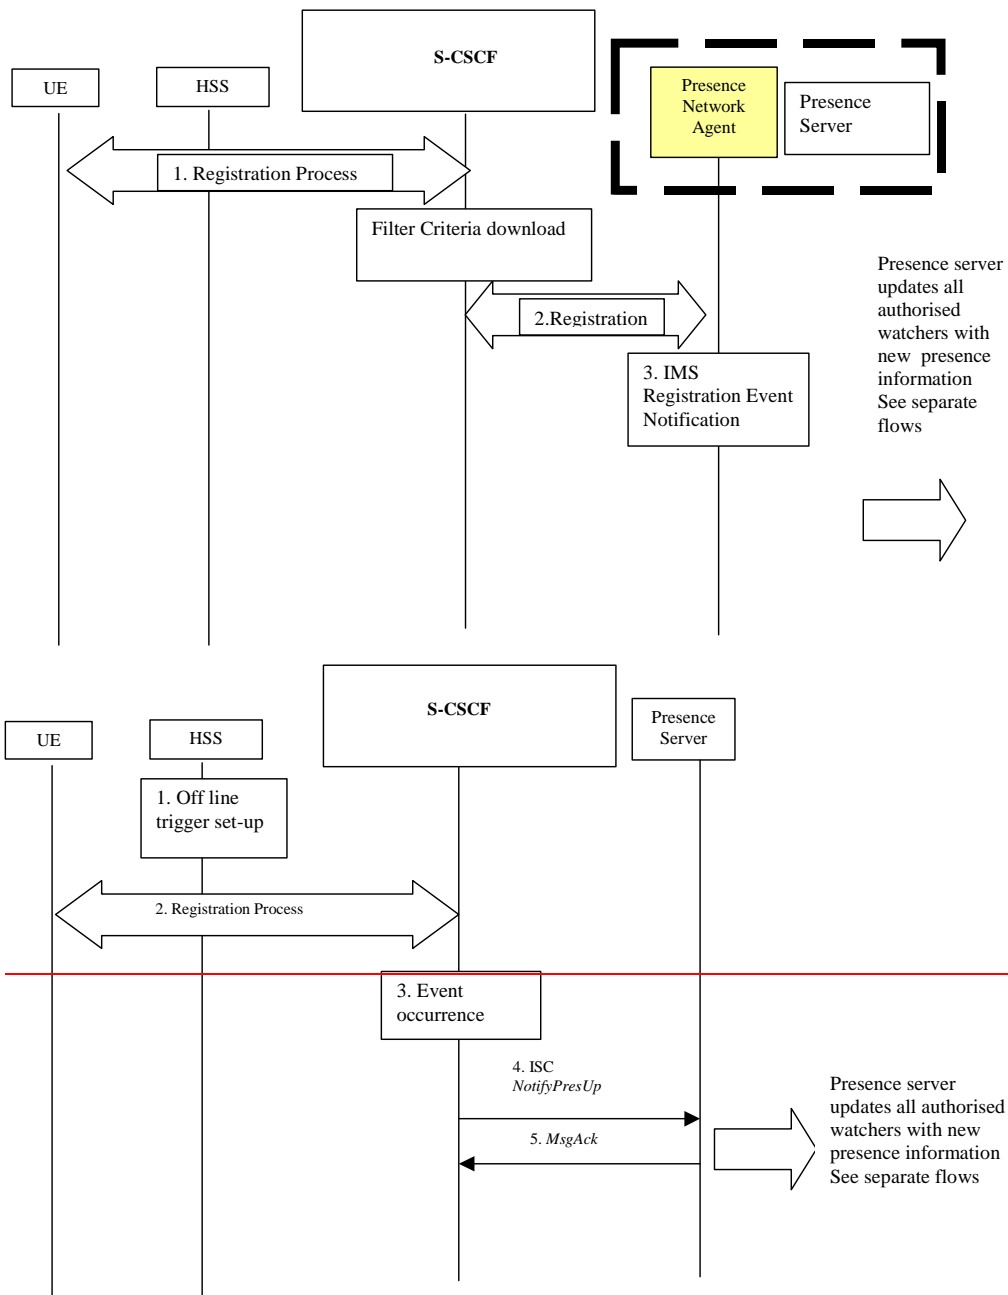 S-CSCF
UE
HSS
Presence
Network
Agent
Presence
Server
1. Registration Process
Filter Criteria download
2.Registration
3. IMS
Registration Event
Notification
Presence server
updates all
authorised
watchers with
new presence
information
See separate
flows
S-CSCF
UE
HSS
Presence
Server
1. Off line
trigger set-up
2. Registration Process
3. Event
occurrence
4. ISC
NotifyPresUp
5. MsgAck
Presence server
updates all authorised
watchers with new
presence information
See separate flows